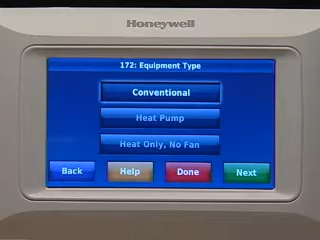 Honeywell
172: Equipment Type
Conventional
Heat Pump
Heat Only, No Fan
Back Help Done Next